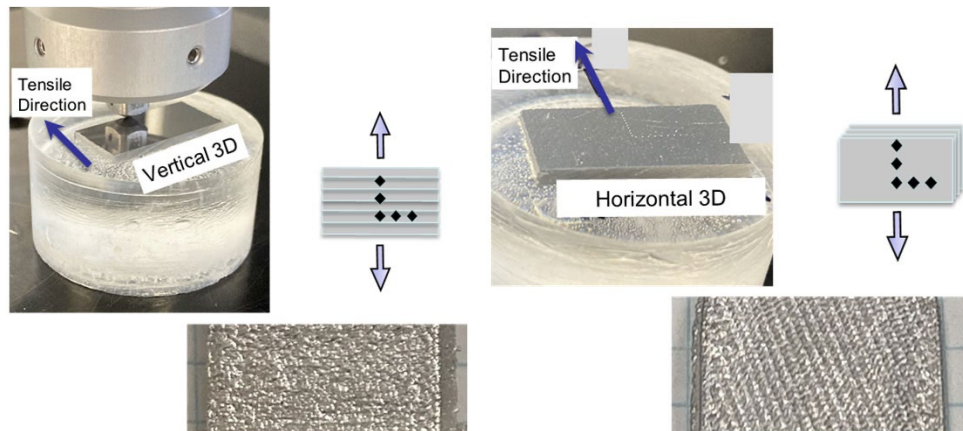 Tensile
Direction
Vertical 3D
Tensile
Direction
Horizontal 3D